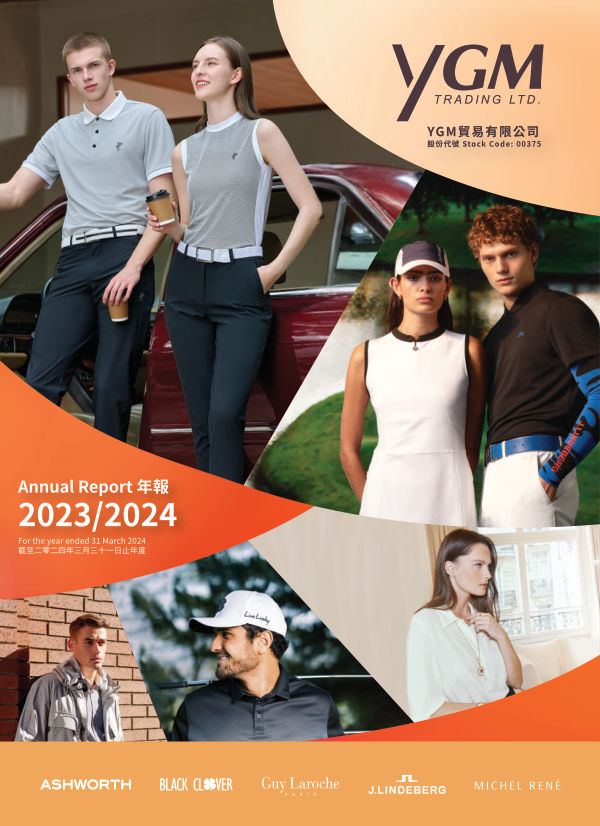 YGM
TRADING LTD.
YGM貿易有限公司
股份代號 Stock Code: 00375
J.LINDEBERG
Annual Report 年報
2023/2024
For the year ended 31 March 2024
截至二零二四年三月三十一日止年度
Live Lucky
ASHWORTH
BLACK CLOVER
Guy Laroche
PARIS
J.LINDEBERG
MICHEL RENÉ